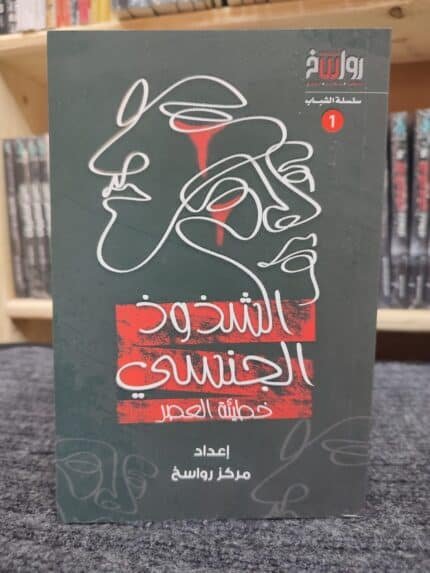 رواسخ
سلسلة الشباب
1
الشذوذ
الجنسي
خطيئة العصر
إعداد
مركز رواسخ